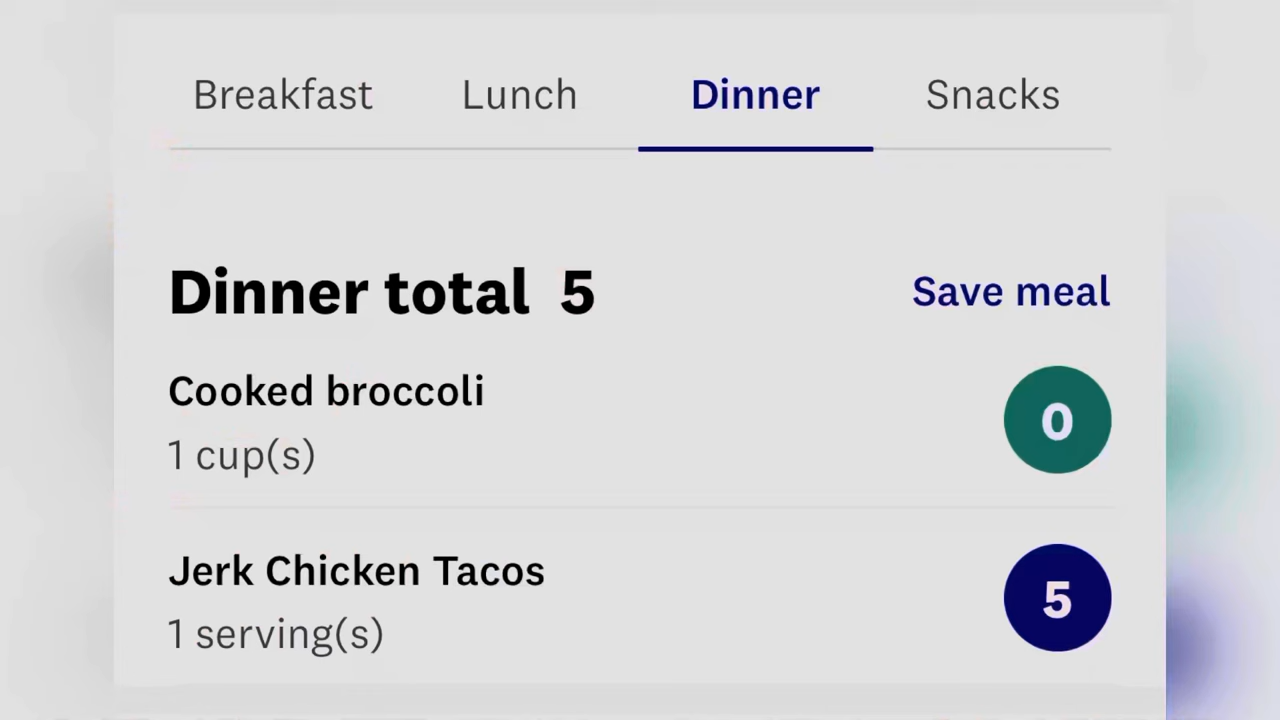 Breakfast Lunch Dinner Snacks
Dinner total 5 Save meal
Cooked broccoli
1 cup(s)
0
Jerk Chicken Tacos
1 serving(s)
5